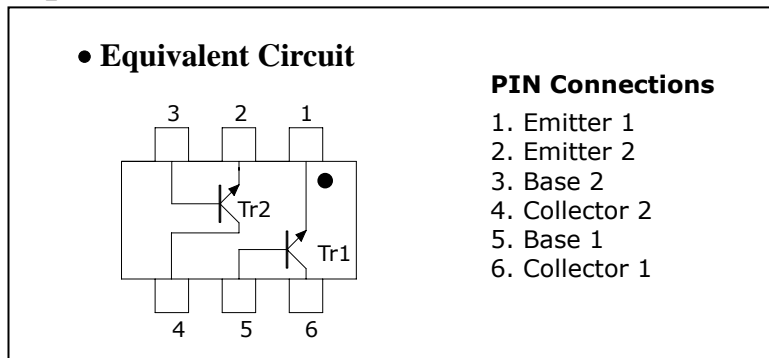 • Equivalent Circuit
PIN Connections
1. Emitter 1
2. Emitter 2
3. Base 2
4. Collector 2
5. Base 1
6. Collector 1
3 2 1
Tr2
Tr1
4 5 6